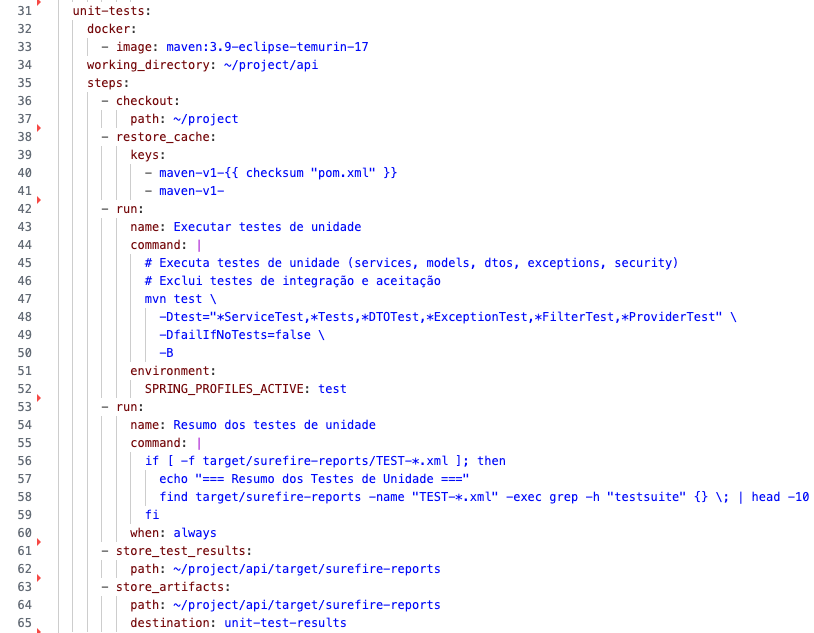 31 unit-tests:
32 docker:
33 - image: maven:3.9-eclipse-temurin-17
34 working_directory: ~/project/api
35 steps:
36 - checkout:
37 path: ~/project
38 - restore_cache:
39 keys:
40 - maven-v1-{{ checksum "pom.xml" }}
41 - maven-v1-
42 - run:
43 name: Executar testes de unidade
44 command: |
45 # Executa testes de unidade (services, models, dtos, exceptions, security)
46 # Exclui testes de integração e aceitação
47 mvn test \
48 -Dtest="*ServiceTest,*Tests,*DTOTest,*ExceptionTest,*FilterTest,*ProviderTest" \
49 -DfailIfNoTests=false \
50 -B
51 environment:
52 SPRING_PROFILES_ACTIVE: test
53 - run:
54 name: Resumo dos testes de unidade
55 command: |
56 if [ -f target/surefire-reports/TEST-*.xml ]; then
57 echo "=== Resumo dos Testes de Unidade ==="
58 find target/surefire-reports -name "TEST-*.xml" -exec grep -h "testsuite" {} \; | head -10
59 fi
60 when: always
61 - store_test_results:
62 path: ~/project/api/target/surefire-reports
63 - store_artifacts:
64 path: ~/project/api/target/surefire-reports
65 destination: unit-test-results